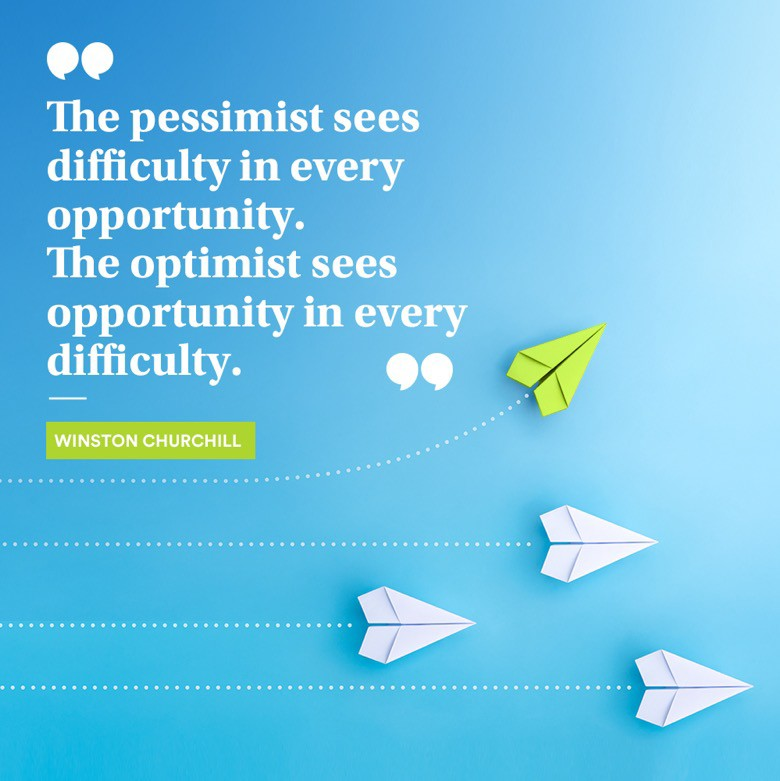 The pessimist sees
difficulty in every
opportunity.
The optimist sees
opportunity in every
difficulty.
WINSTON CHURCHILL